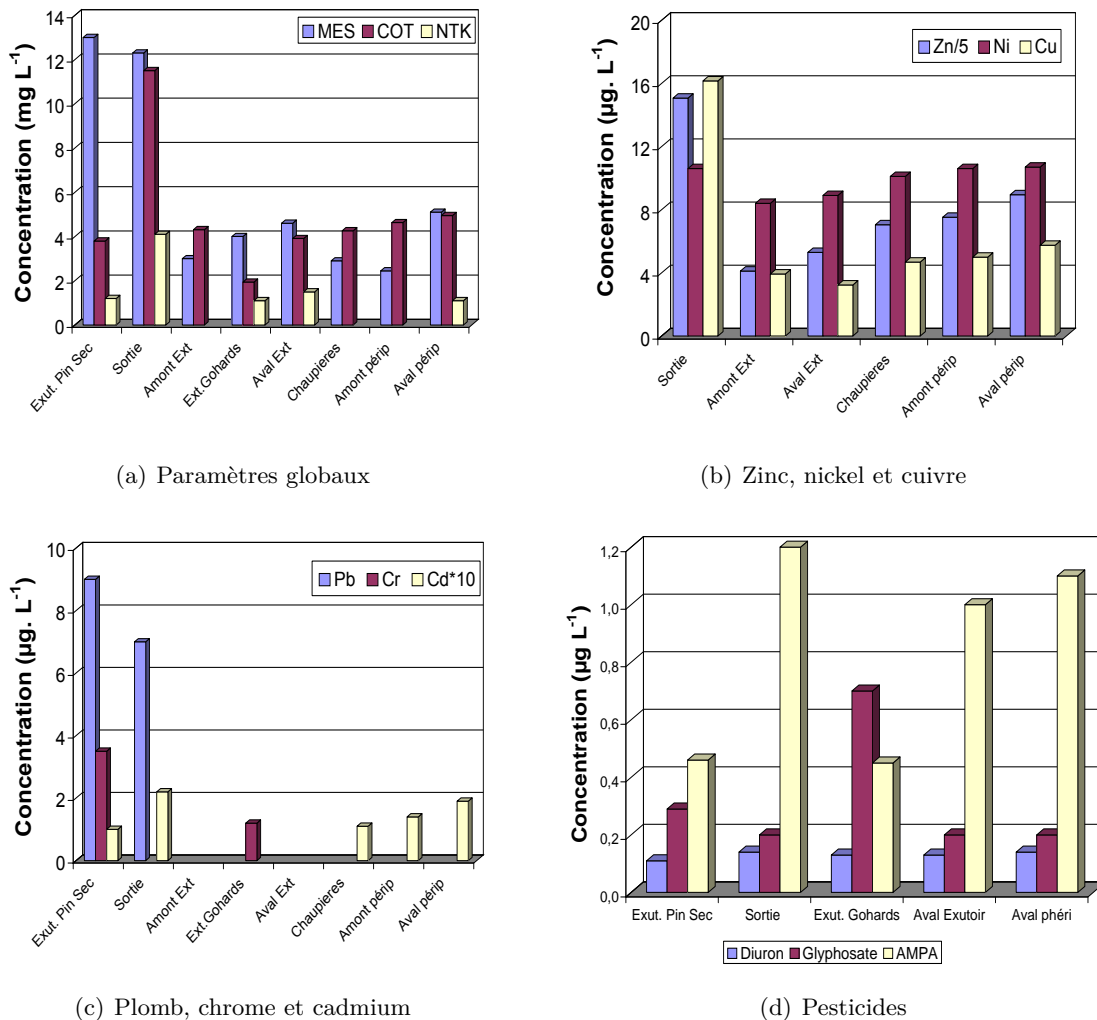 Concentration (mg L-1)
14
12
10
8
6
4
2
0
MES COT NTK
Exut. Pin Sec
Sortie
Amont Ext
Ext.Gohards
Aval Ext
Chaupieres
Amont périp
Aval périp
(a) Paramètres globaux
Concentration (µg. L-1)
20
16
12
8
4
0
Zn/5 Ni Cu
Sortie
Amont Ext
Aval Ext
Chaupieres
Amont périp
Aval périp
(b) Zinc, nickel et cuivre
Concentration (µg. L-1)
10
8
6
4
2
0
Pb Cr Cd*10
Exut. Pin Sec
Sortie
Amont Ext
Ext.Gohards
Aval Ext
Chaupieres
Amont périp
Aval périp
(c) Plomb, chrome et cadmium
Concentration (µg L-1)
1,2
1,0
0,8
0,6
0,4
0,2
0,0
Exut. Pin Sec Sortie Exut. Gohards Aval Exutoir Aval phéri
Diuron Glyphosate AMPA
(d) Pesticides